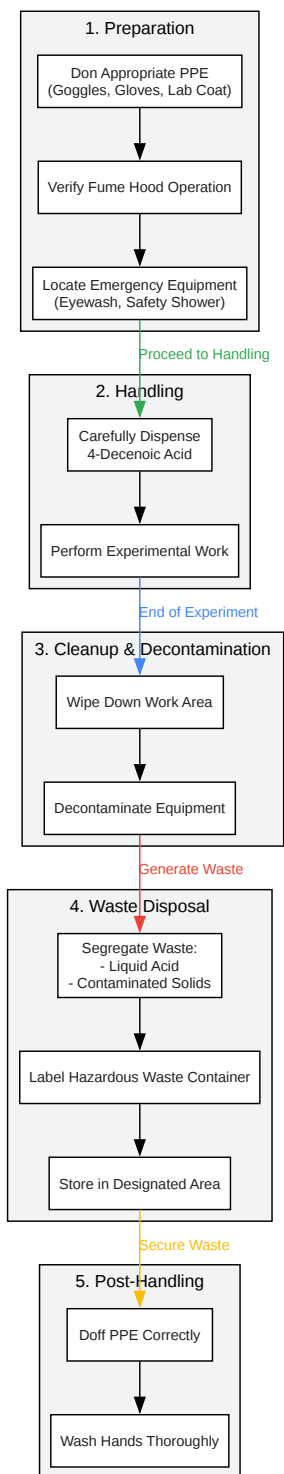 1. Preparation
Don Appropriate PPE
(Goggles, Gloves, Lab Coat)
Verify Fume Hood Operation
Locate Emergency Equipment
(Eyewash, Safety Shower)
Proceed to Handling
2. Handling
Carefully Dispense
4-Decenoic Acid
Perform Experimental Work
End of Experiment
3. Cleanup & Decontamination
Wipe Down Work Area
Decontaminate Equipment
Generate Waste
4. Waste Disposal
Segregate Waste:
- Liquid Acid
- Contaminated Solids
Label Hazardous Waste Container
Store in Designated Area
Secure Waste
5. Post-Handling
Doff PPE Correctly
Wash Hands Thoroughly